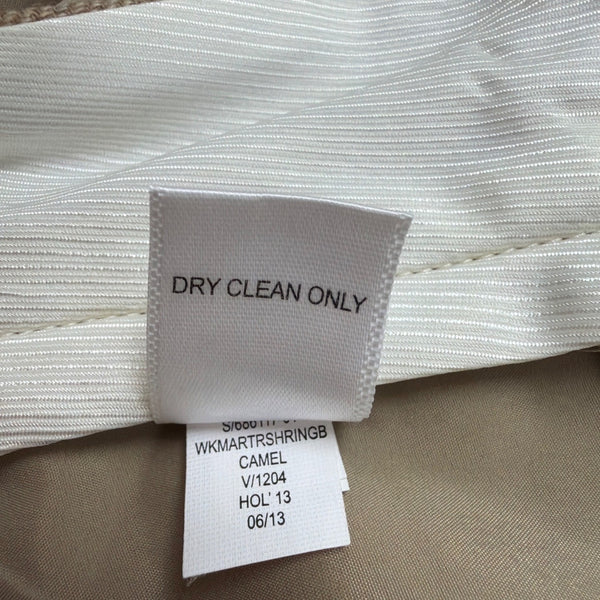 DRY CLEAN ONLY
WKMARTRSHRINGB
CAMEL
V/1204
HOL' 13
06/13